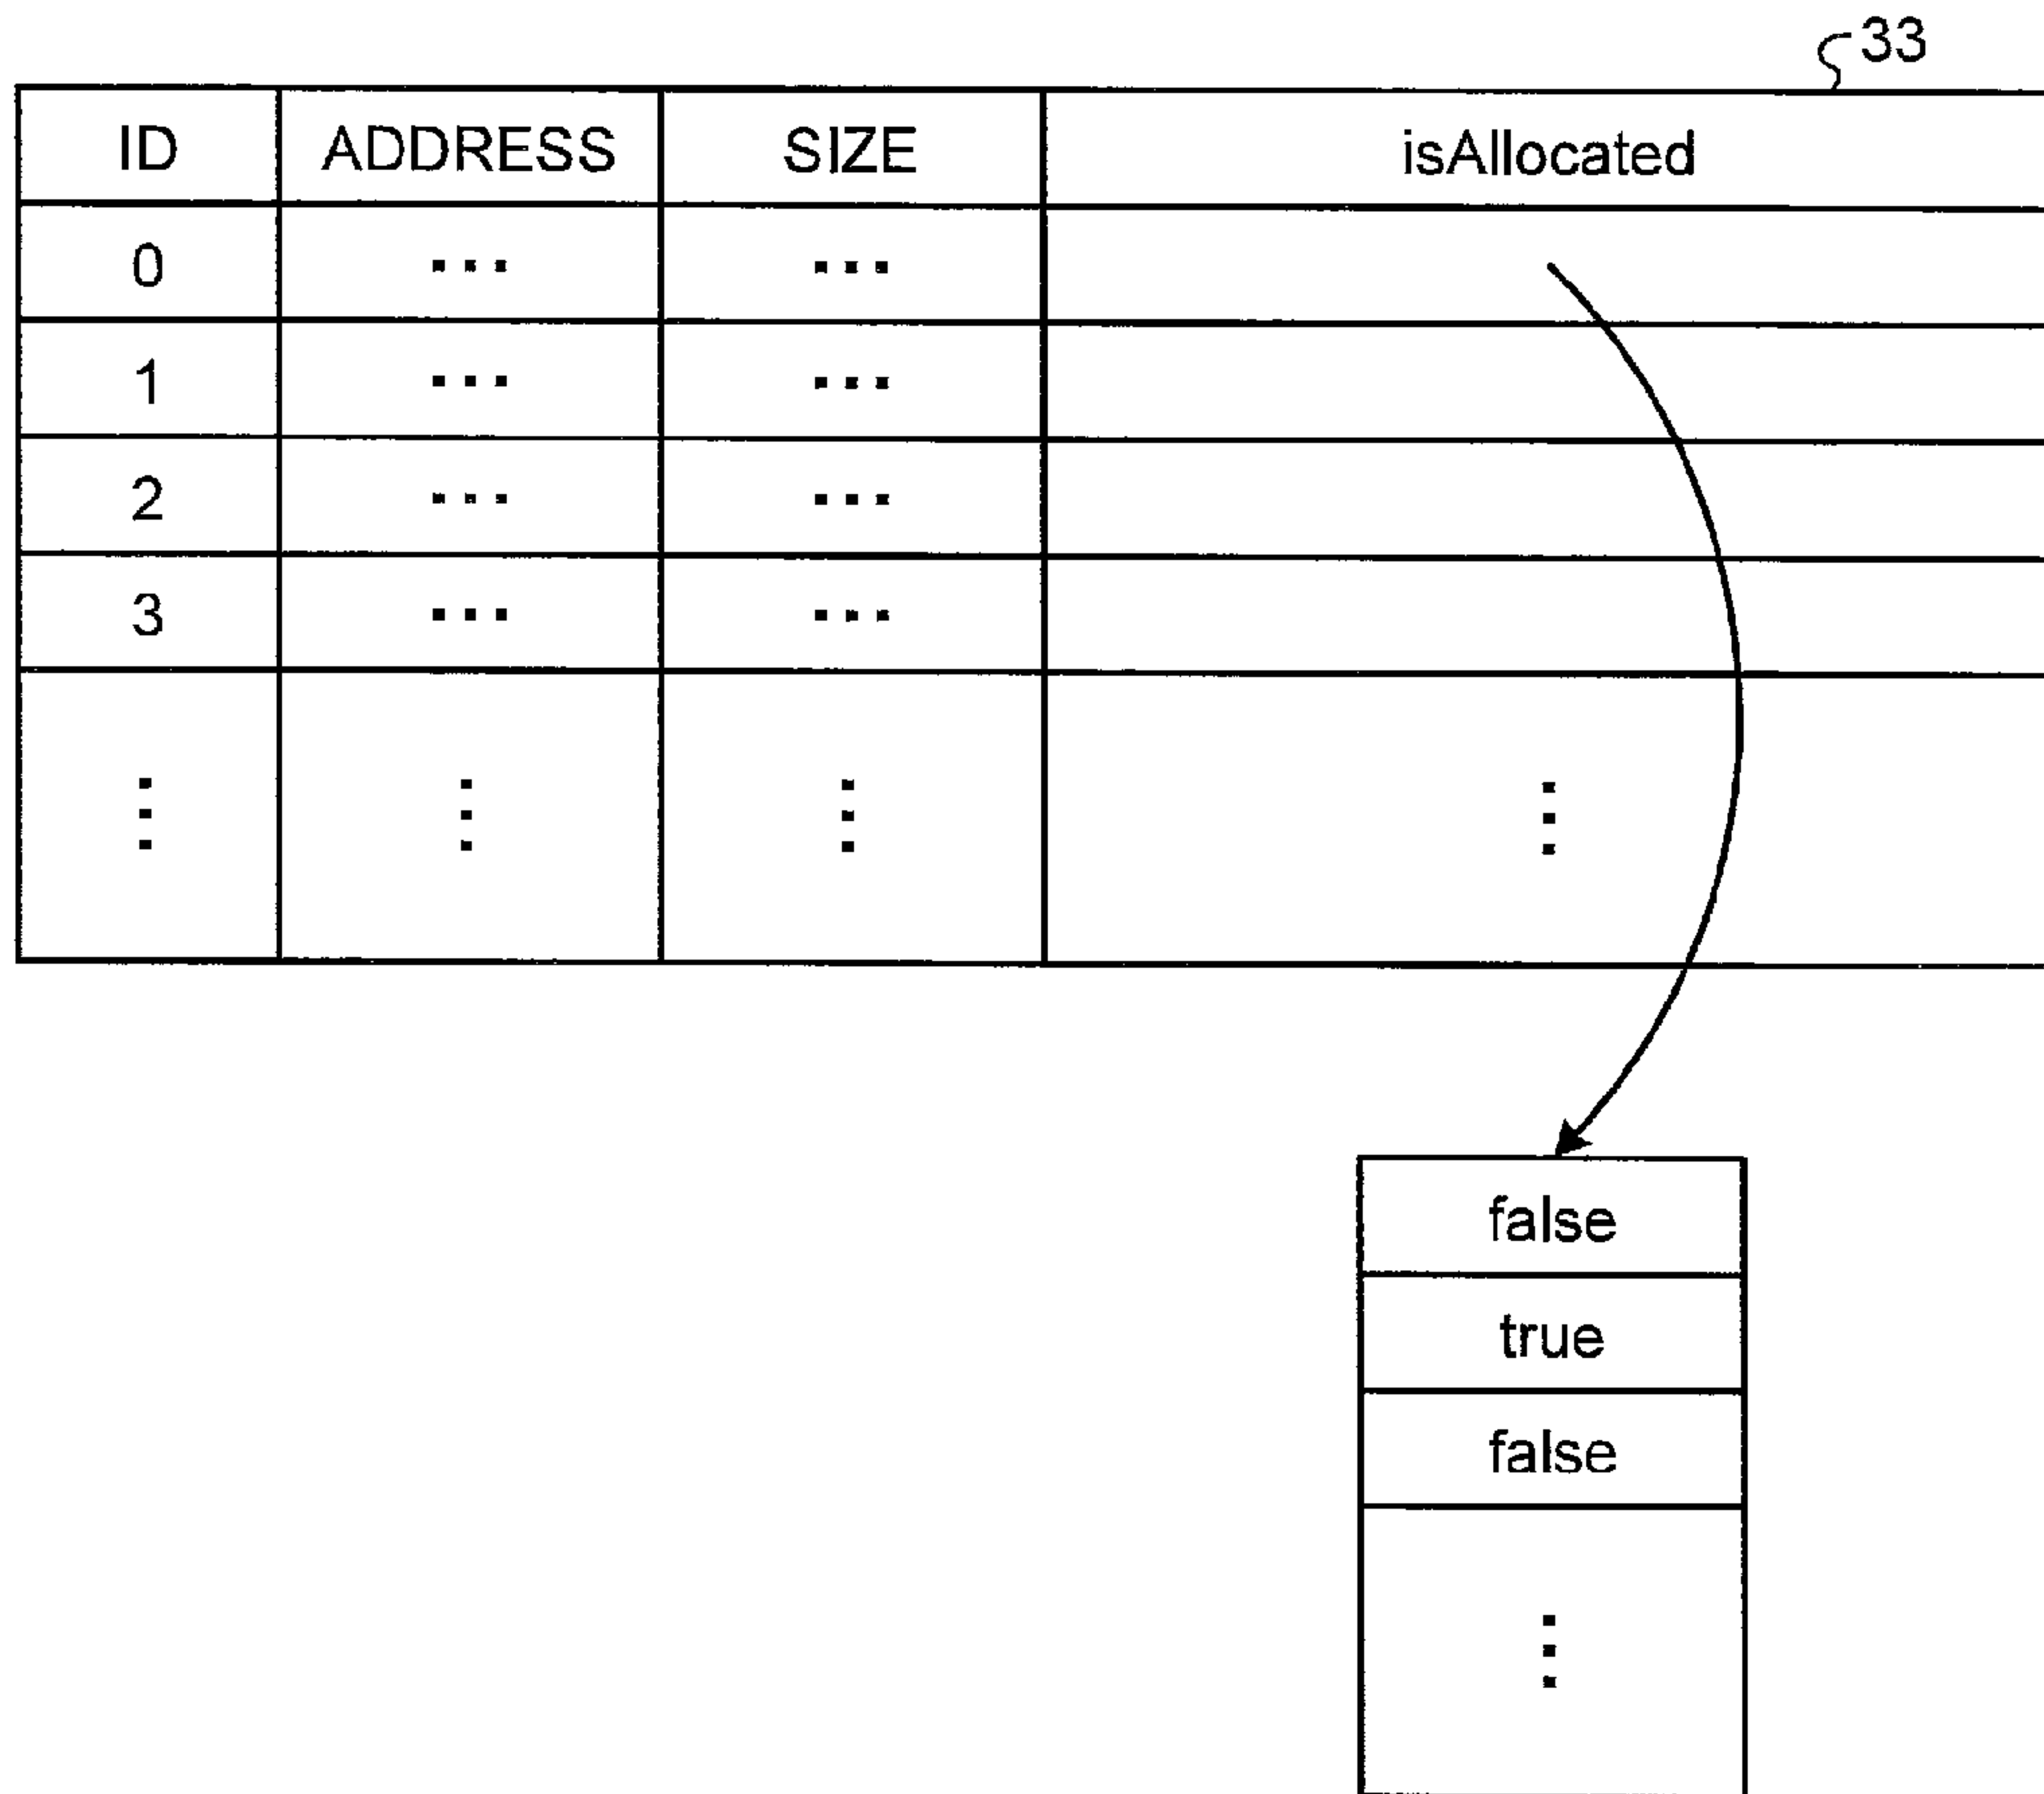 33
ID ADDRESS SIZE isAllocated
0 ... ...
1 ... ...
2 ... ...
3 ... ...
⋮ ⋮ ⋮ ⋮
false
true
false
⋮